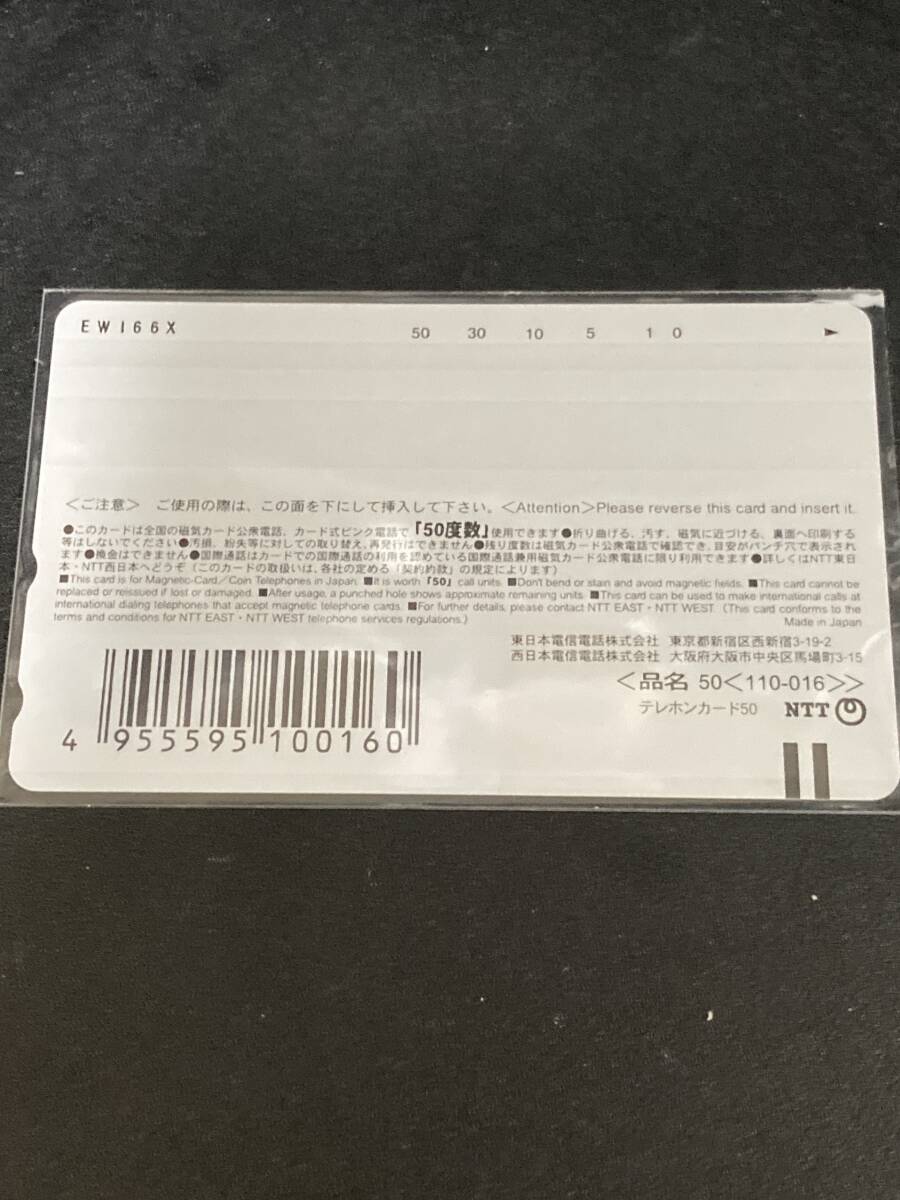 EW166X
50 30 10 5 1 0
＜ご注意＞ ご使用の際は、この面を下にして挿入して下さい。＜Attention＞Please reverse this card and insert it.
●このカードは全国の磁気カード公衆電話、カード式ピンク電話で「50度数」使用できます●折り曲げる、汚す、磁気に近づける、裏面へ印刷する
等はしないでください●汚損、紛失等に対しての取り替え、再発行はできません●残り度数は磁気カード公衆電話で確認でき、目安がパンチ穴で表示され
ます●換金はできません●国際通話はカードでの国際通話の利用を認めている国際通話兼用磁気カード公衆電話に限り利用できます●詳しくはNTT東日
本・NTT西日本へどうぞ（このカードの取扱いは、各社の定める「契約約款」の規定によります）
■This card is for Magnetic-Card／Coin Telephones in Japan. ■It is worth「50」call units. ■Don't bend or stain and avoid magnetic fields. ■This card cannot be
replaced or reissued if lost or damaged. ■After usage, a punched hole shows approximate remaining units. ■This card can be used to make international calls at
international dialing telephones that accept magnetic telephone cards. ■For further details, please contact NTT EAST・NTT WEST（This card conforms to the
terms and conditions for NTT EAST・NTT WEST telephone services regulations.）
Made in Japan
東日本電信電話株式会社 東京都新宿区西新宿3-19-2
西日本電信電話株式会社 大阪府大阪市中央区馬場町3-15
＜品名 50＜110-016＞＞
テレホンカード50 NTT
4 955595 100160